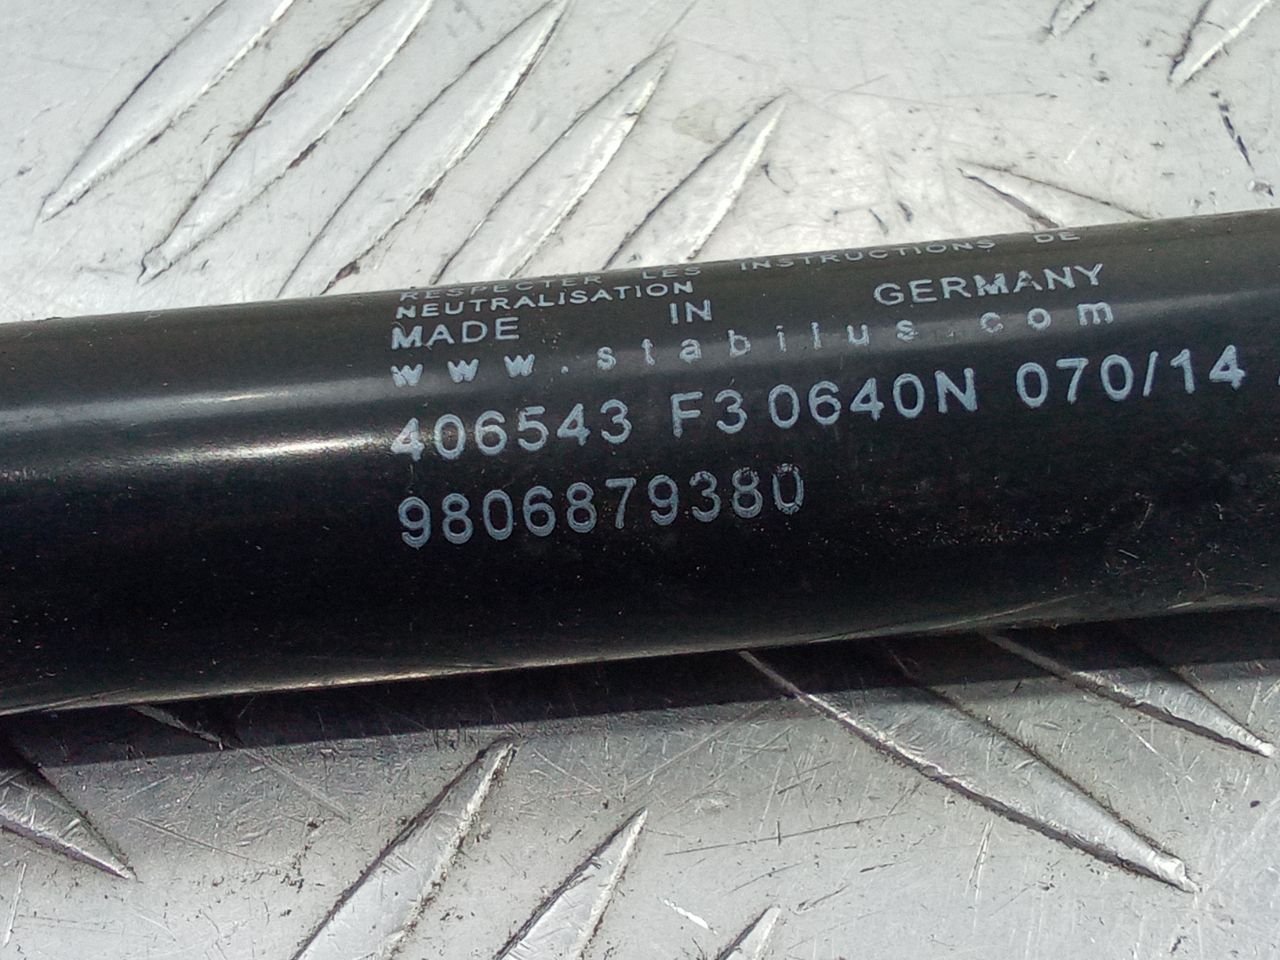 RESPECTER LES INSTRUCTIONS DE
NEUTRALISATION
MADE IN GERMANY
www.stabilus.com
406543 F3 0640N 070/14
9806879380